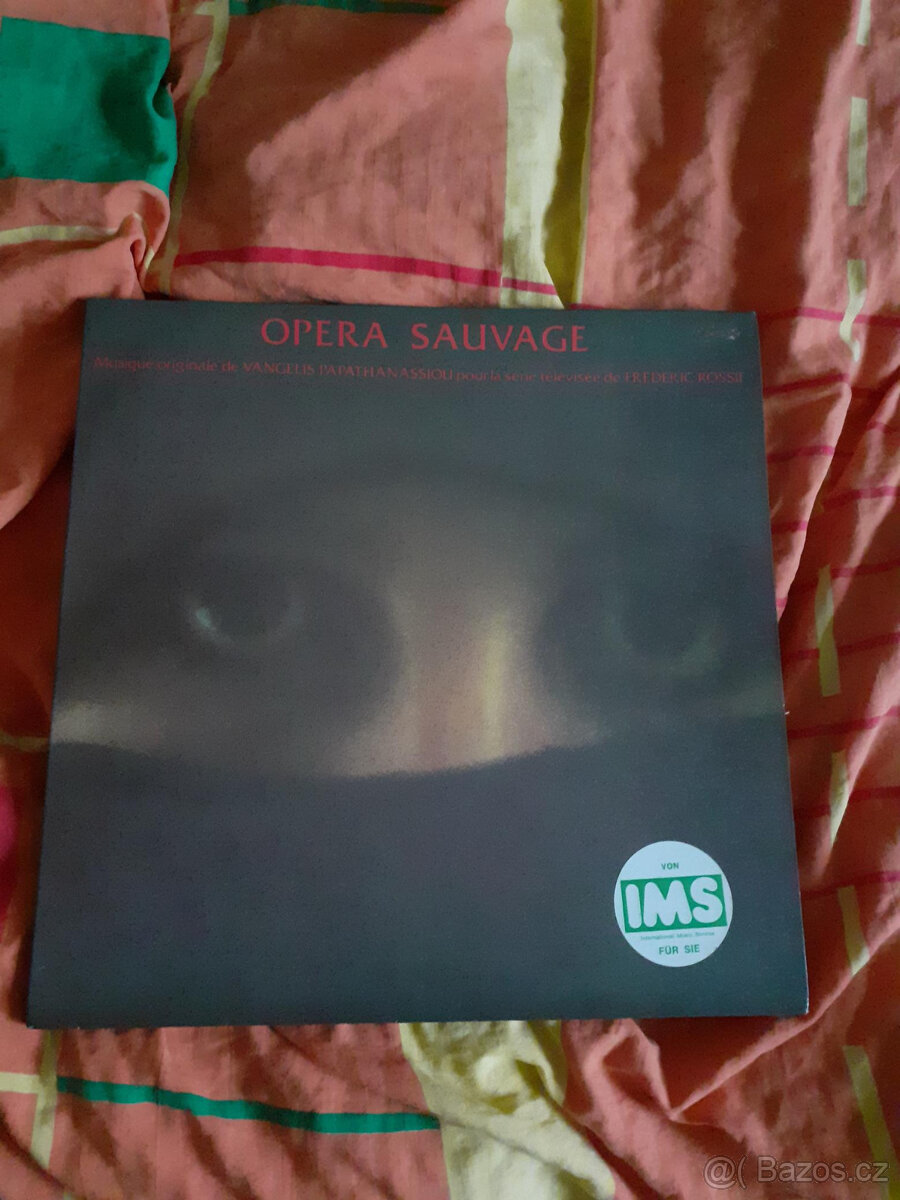 OPERA SAUVAGE
Musique originale de VANGELIS PAPATHANASSIOU pour la série télévisée de FREDERIC ROSSIF
VON
IMS
International Music Service
FÜR SIE
@( Bazos.cz